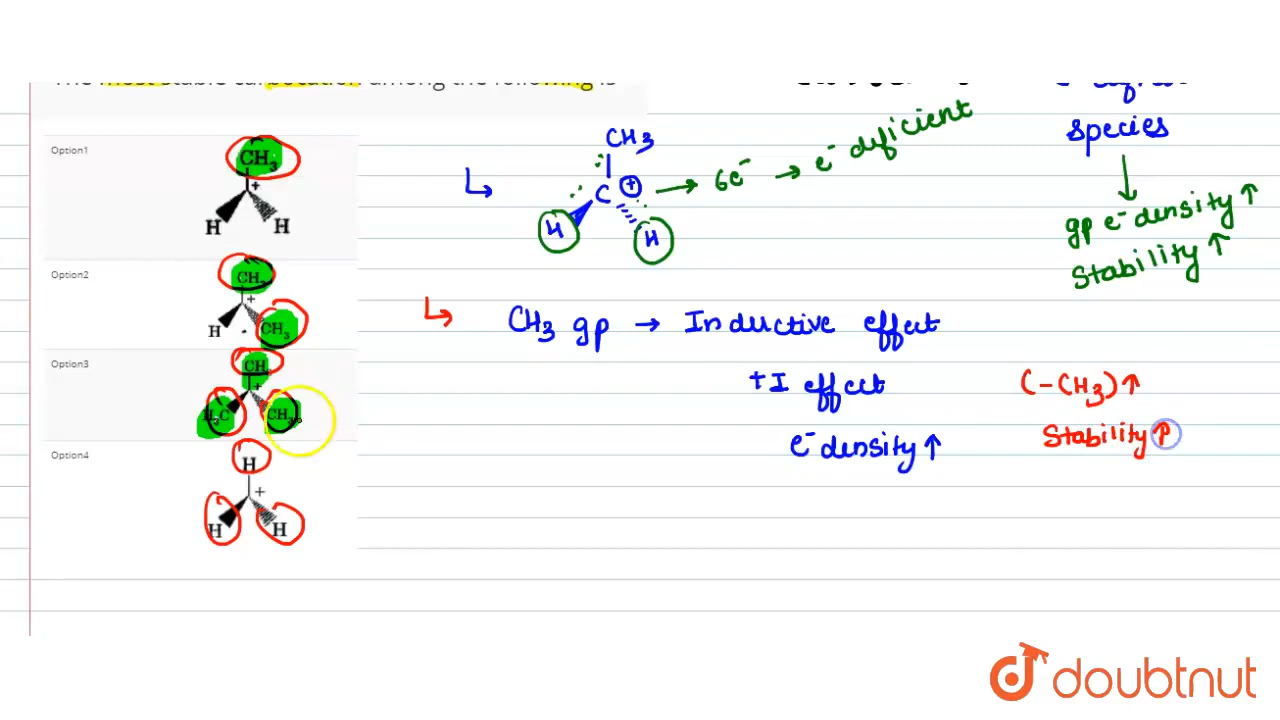 The most stable carbocation among the following is
Option1
CH3
+
H H
Option2
CH3
+
H CH3
Option3
CH
+
H3C CH3
Option4
H
+
H H
CH3
C +
H H
→ 6e⁻ → e⁻ deficient
species
gp e⁻density ↑
Stability ↑
CH3 gp → Inductive effect
+I effect
e⁻ density ↑
(-CH3) ↑
Stability ↑
doubtnut